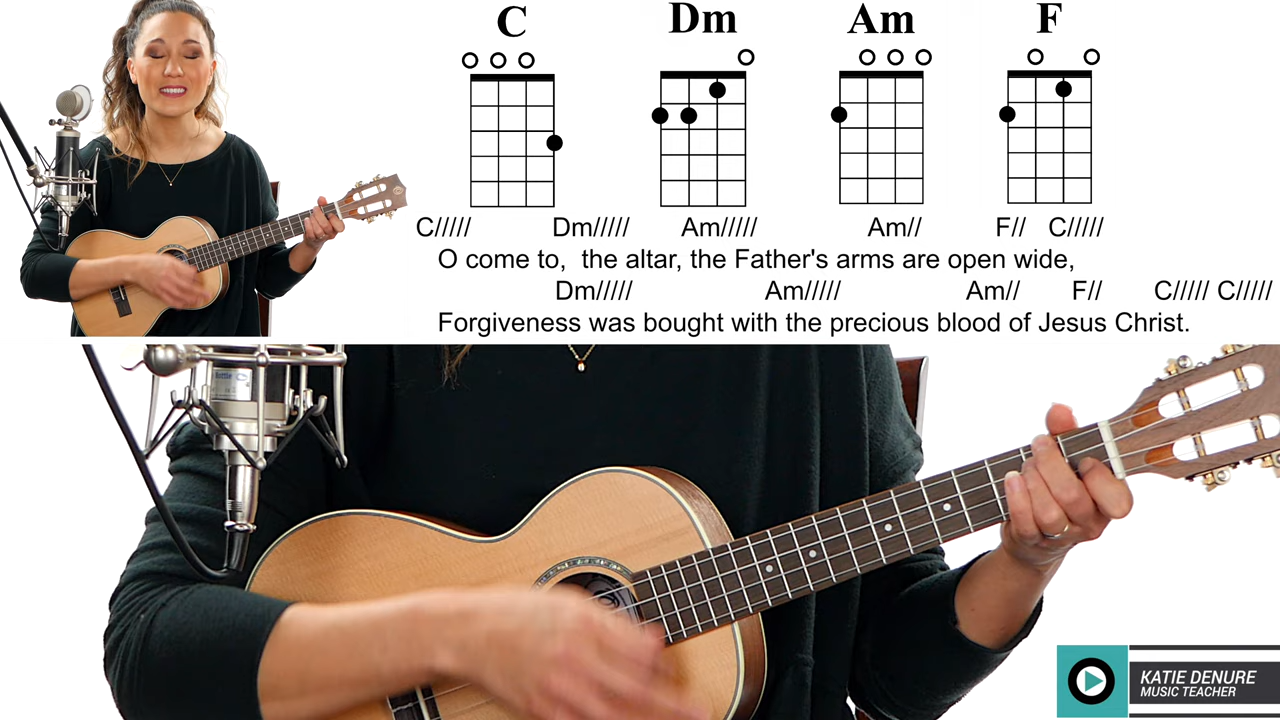 C Dm Am F
C///// Dm///// Am///// Am// F// C/////
O come to, the altar, the Father's arms are open wide,
Dm///// Am///// Am// F// C///// C/////
Forgiveness was bought with the precious blood of Jesus Christ.
KATIE DENURE
MUSIC TEACHER